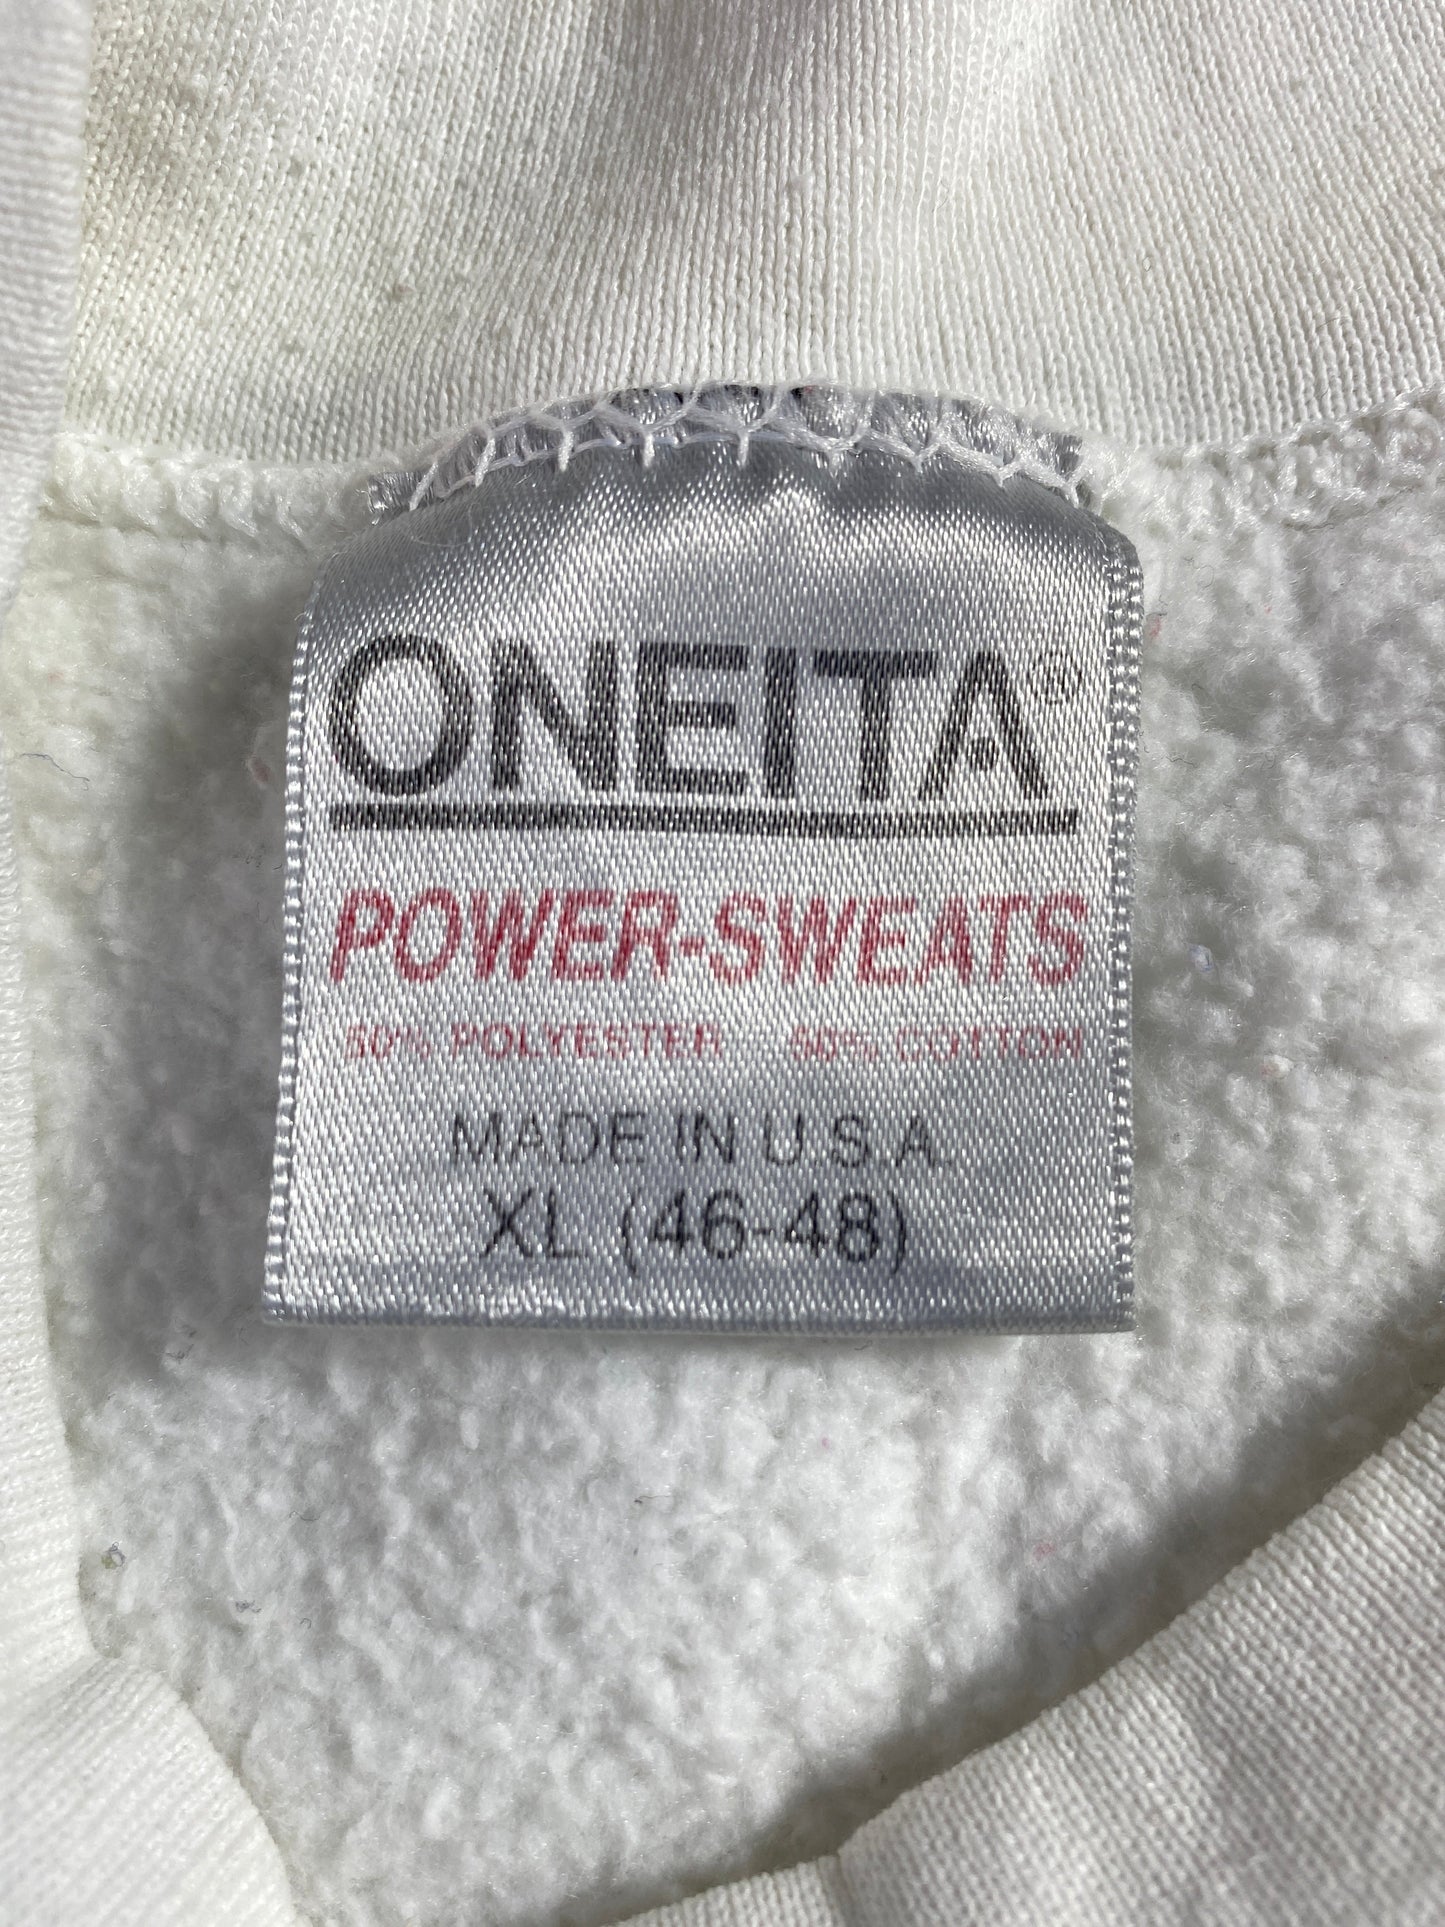 ONEITA®
POWER-SWEATS
50% POLYESTER 50% COTTON
MADE IN U.S.A.
XL (46-48)